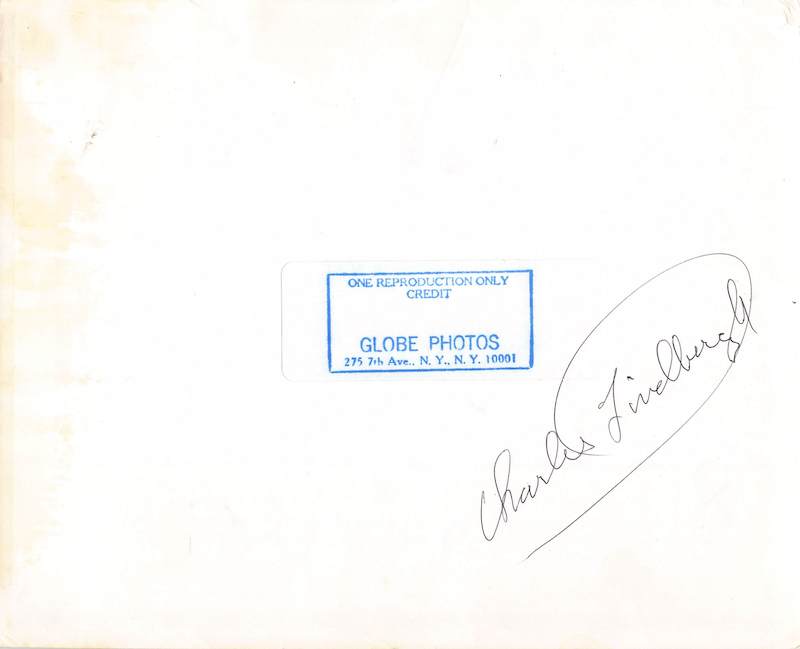 ONE REPRODUCTION ONLY
CREDIT
GLOBE PHOTOS
275 7th Ave., N. Y., N. Y. 10001
Charles Lindbergh